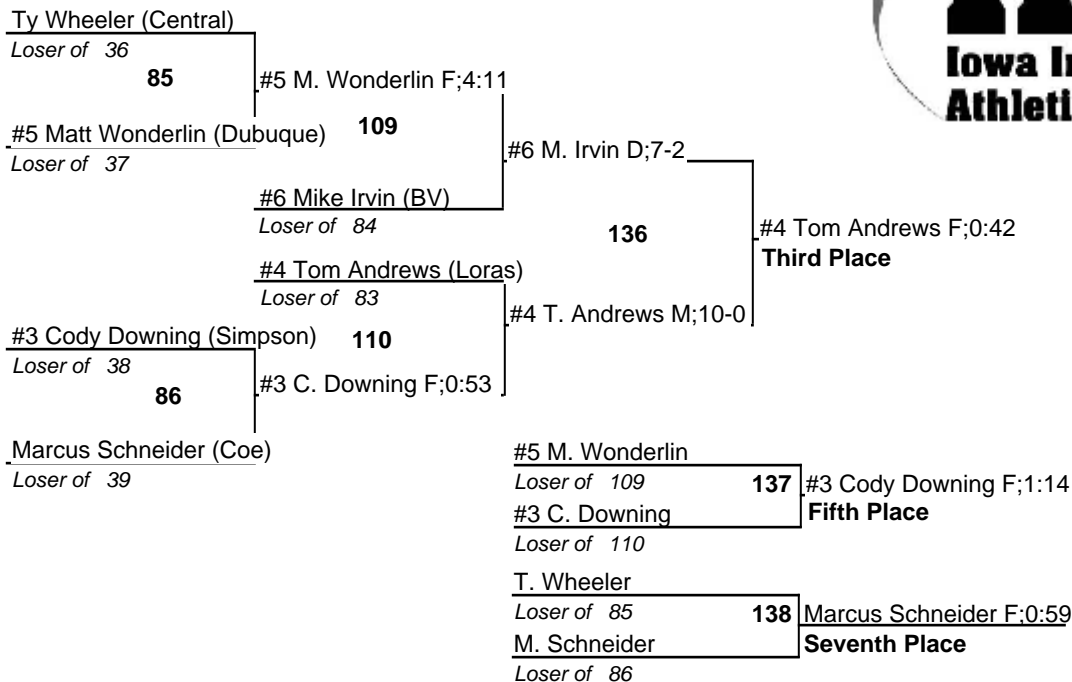 Ty Wheeler (Central)
Loser of 36
85
#5 M. Wonderlin F;4:11
#5 Matt Wonderlin (Dubuque)
Loser of 37
109
#6 M. Irvin D;7-2
#6 Mike Irvin (BV)
Loser of 84
136
#4 Tom Andrews F;0:42
Third Place
#4 Tom Andrews (Loras)
Loser of 83
#4 T. Andrews M;10-0
#3 Cody Downing (Simpson)
Loser of 38
110
86
#3 C. Downing F;0:53
Marcus Schneider (Coe)
Loser of 39
#5 M. Wonderlin
Loser of 109
137
#3 Cody Downing F;1:14
#3 C. Downing
Fifth Place
Loser of 110
T. Wheeler
Loser of 85
138
Marcus Schneider F;0:59
M. Schneider
Seventh Place
Loser of 86
Iowa